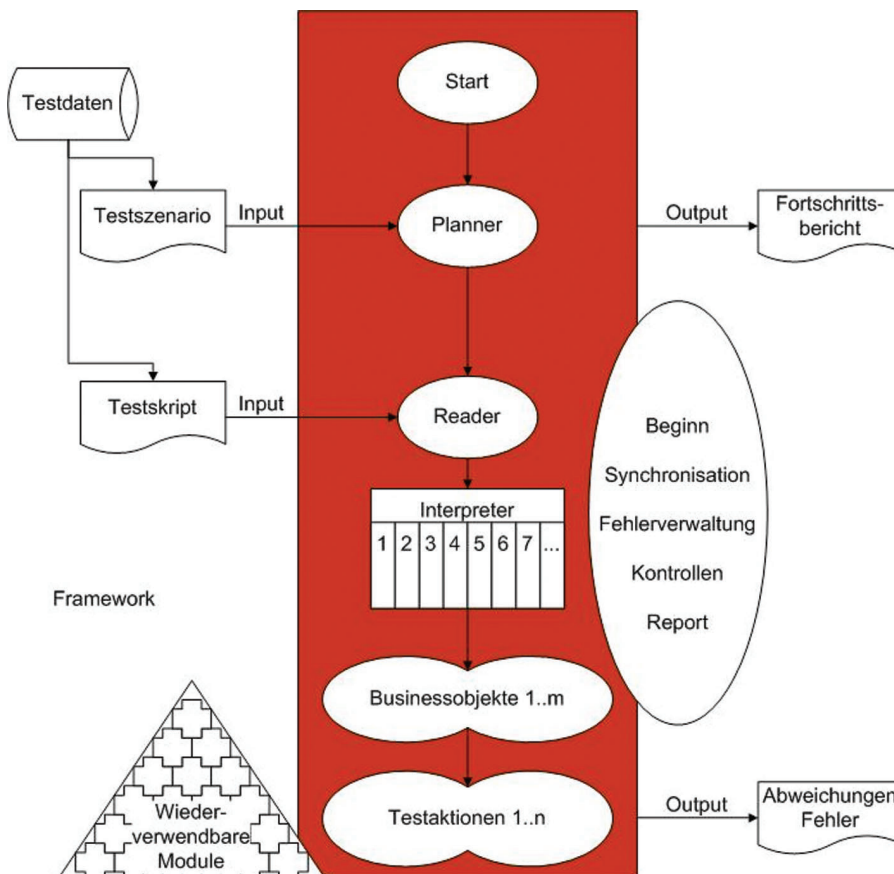 Start
Testdaten
Testszenario
Input
Planner
Output
Fortschritts-
bericht
Testskript
Input
Reader
Beginn
Synchronisation
Fehlerverwaltung
Kontrollen
Report
Interpreter
1 2 3 4 5 6 7 ...
Framework
Businessobjekte 1..m
Wieder-
verwendbare
Module
Testaktionen 1..n
Output
Abweichungen
Fehler